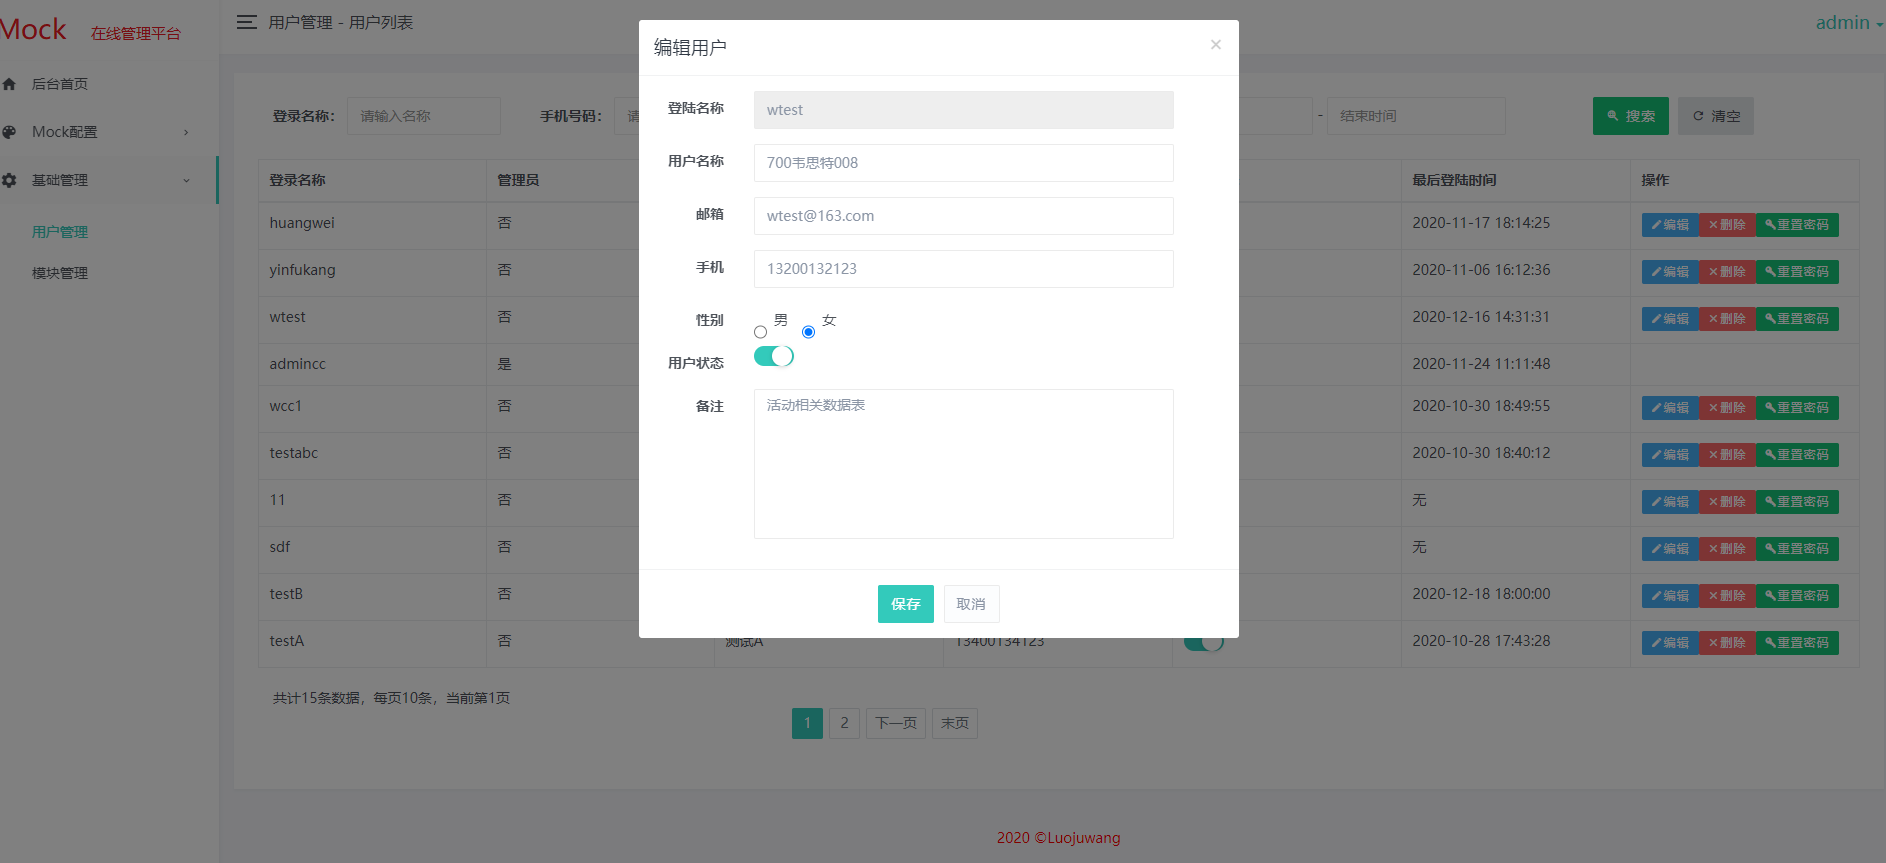 Mock 在线管理平台
用户管理 - 用户列表
admin
后台首页
Mock配置
基础管理
用户管理
模块管理
登录名称: 请输入名称 手机号码: 请 - 结束时间 搜索 清空
登录名称 管理员 最后登陆时间 操作
huangwei 否 2020-11-17 18:14:25 编辑 删除 重置密码
yinfukang 否 2020-11-06 16:12:36 编辑 删除 重置密码
wtest 否 2020-12-16 14:31:31 编辑 删除 重置密码
admincc 是 2020-11-24 11:11:48
wcc1 否 2020-10-30 18:49:55 编辑 删除 重置密码
testabc 否 2020-10-30 18:40:12 编辑 删除 重置密码
11 否 无 编辑 删除 重置密码
sdf 否 无 编辑 删除 重置密码
testB 否 2020-12-18 18:00:00 编辑 删除 重置密码
testA 否 测试A 13400134123 2020-10-28 17:43:28 编辑 删除 重置密码
共计15条数据，每页10条，当前第1页
1 2 下一页 末页
2020 ©Luojuwang
编辑用户 ×
登陆名称 wtest
用户名称 700韦思特008
邮箱 wtest@163.com
手机 13200132123
性别 男 女
用户状态
备注 活动相关数据表
保存 取消